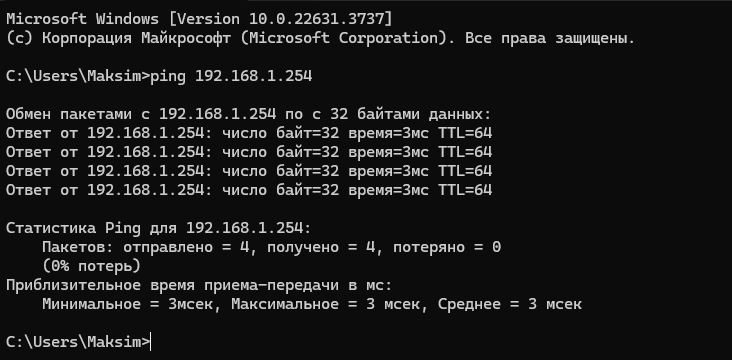 Microsoft Windows [Version 10.0.22631.3737]
(c) Корпорация Майкрософт (Microsoft Corporation). Все права защищены.
C:\Users\Maksim>ping 192.168.1.254
Обмен пакетами с 192.168.1.254 по с 32 байтами данных:
Ответ от 192.168.1.254: число байт=32 время=3мс TTL=64
Ответ от 192.168.1.254: число байт=32 время=3мс TTL=64
Ответ от 192.168.1.254: число байт=32 время=3мс TTL=64
Ответ от 192.168.1.254: число байт=32 время=3мс TTL=64
Статистика Ping для 192.168.1.254:
    Пакетов: отправлено = 4, получено = 4, потеряно = 0
    (0% потерь)
Приблизительное время приема-передачи в мс:
    Минимальное = 3мсек, Максимальное = 3 мсек, Среднее = 3 мсек
C:\Users\Maksim>